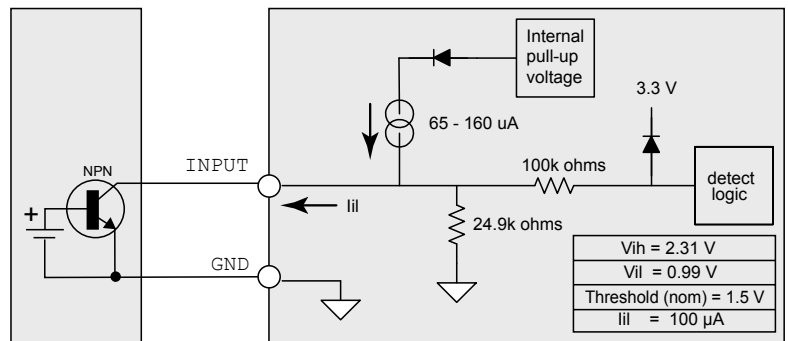 Internal
pull-up
voltage
3.3 V
65 - 160 uA
NPN
INPUT
100k ohms
detect
logic
Iil
+
24.9k ohms
GND
Vih = 2.31 V
Vil = 0.99 V
Threshold (nom) = 1.5 V
Iil = 100 µA